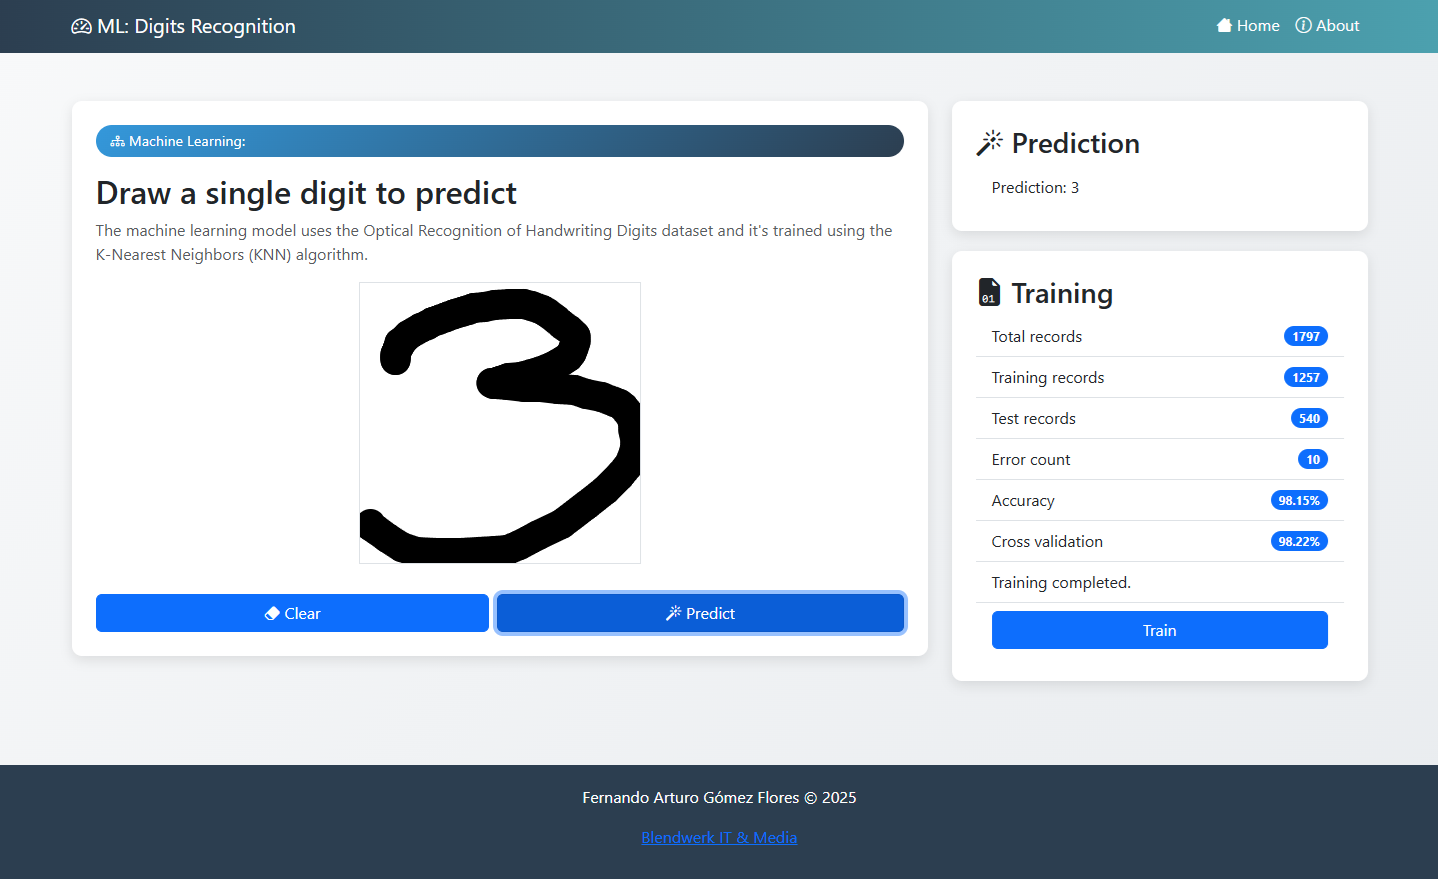 ML: Digits Recognition
Home
About
Machine Learning:
Draw a single digit to predict
The machine learning model uses the Optical Recognition of Handwriting Digits dataset and it's trained using the
K-Nearest Neighbors (KNN) algorithm.
3
Clear
Predict
Prediction
Prediction: 3
01
Training
Total records 1797
Training records 1257
Test records 540
Error count 10
Accuracy 98.15%
Cross validation 98.22%
Training completed.
Train
Fernando Arturo Gómez Flores © 2025
Blendwerk IT & Media